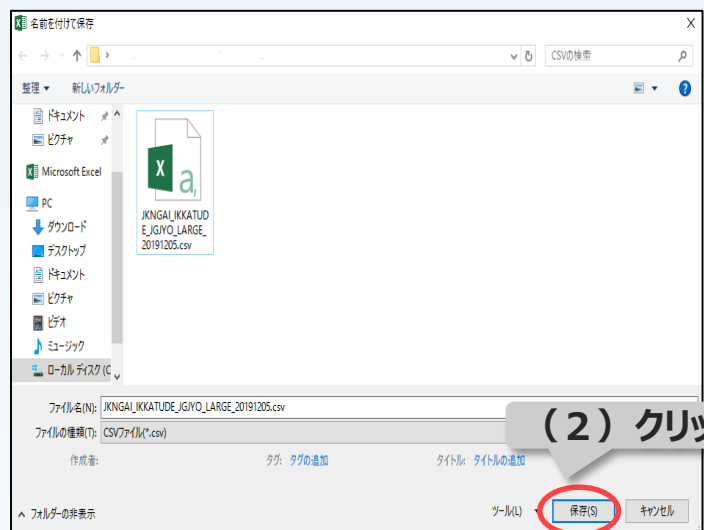 名前を付けて保存
CSVの検索
整理 新しいフォルダー
ドキュメント
ピクチャ
Microsoft Excel
PC
ダウンロード
デスクトップ
ドキュメント
ピクチャ
ビデオ
ミュージック
ローカル ディスク (C
JKNGAI_IKKATUD
E_JGJYO_LARGE_
20191205.csv
ファイル名(N): JKNGAI_IKKATUDE_JGJYO_LARGE_20191205.csv
ファイルの種類(T): CSVファイル(*.csv)
作成者: タグ: タグの追加 タイトル: タイトルの追加
(2) クリッ
フォルダーの非表示 ツール(L) 保存(S) キャンセル